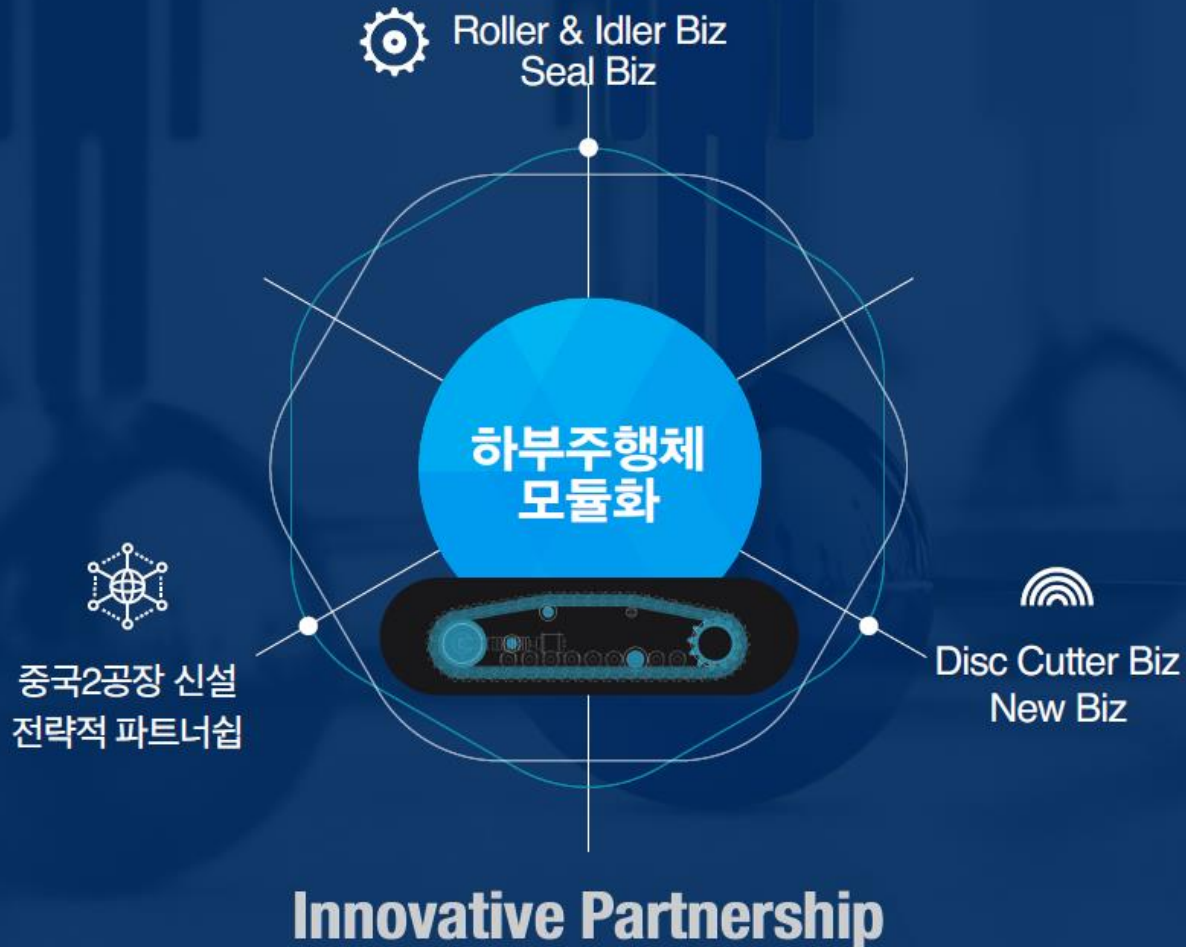 Roller & Idler Biz
Seal Biz
하부주행체
모듈화
중국2공장 신설
전략적 파트너쉽
Disc Cutter Biz
New Biz
Innovative Partnership